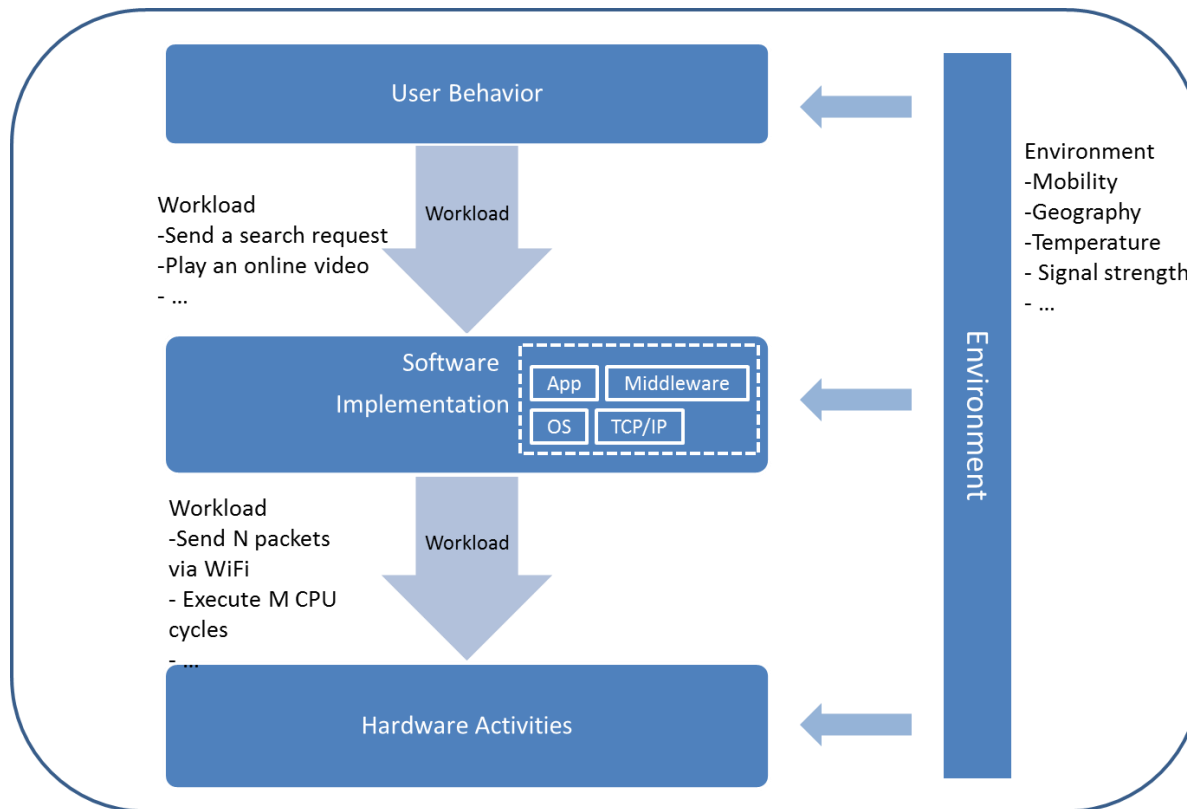 User Behavior
Workload
-Send a search request
-Play an online video
- ...
Workload
Software
Implementation
App
Middleware
OS
TCP/IP
Workload
-Send N packets
via WiFi
- Execute M CPU
cycles
- ...
Workload
Hardware Activities
Environment
Environment
-Mobility
-Geography
-Temperature
- Signal strength
- ...